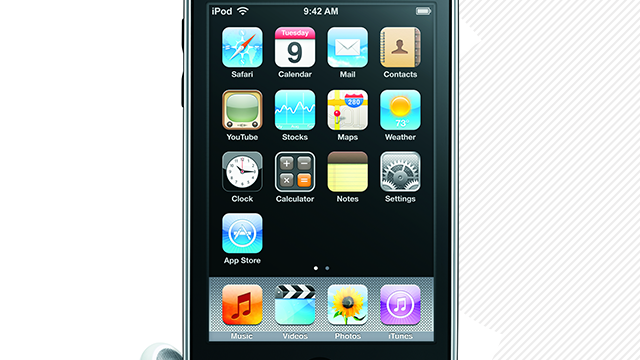 iPod 9:42 AM
Tuesday
9
280
73°
Safari Calendar Mail Contacts
YouTube Stocks Maps Weather
Clock Calculator Notes Settings
App Store
Music Videos Photos iTunes